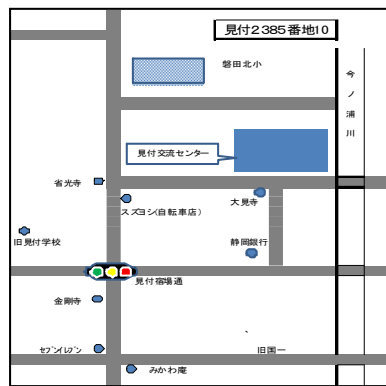 見付2385番地10
磐田北小
今ノ浦川
見付交流センター
省光寺
大見寺
スズヨシ(自転車店)
旧見付学校
静岡銀行
見付宿場通
金剛寺
セブンイレブン
旧国一
みかわ庵